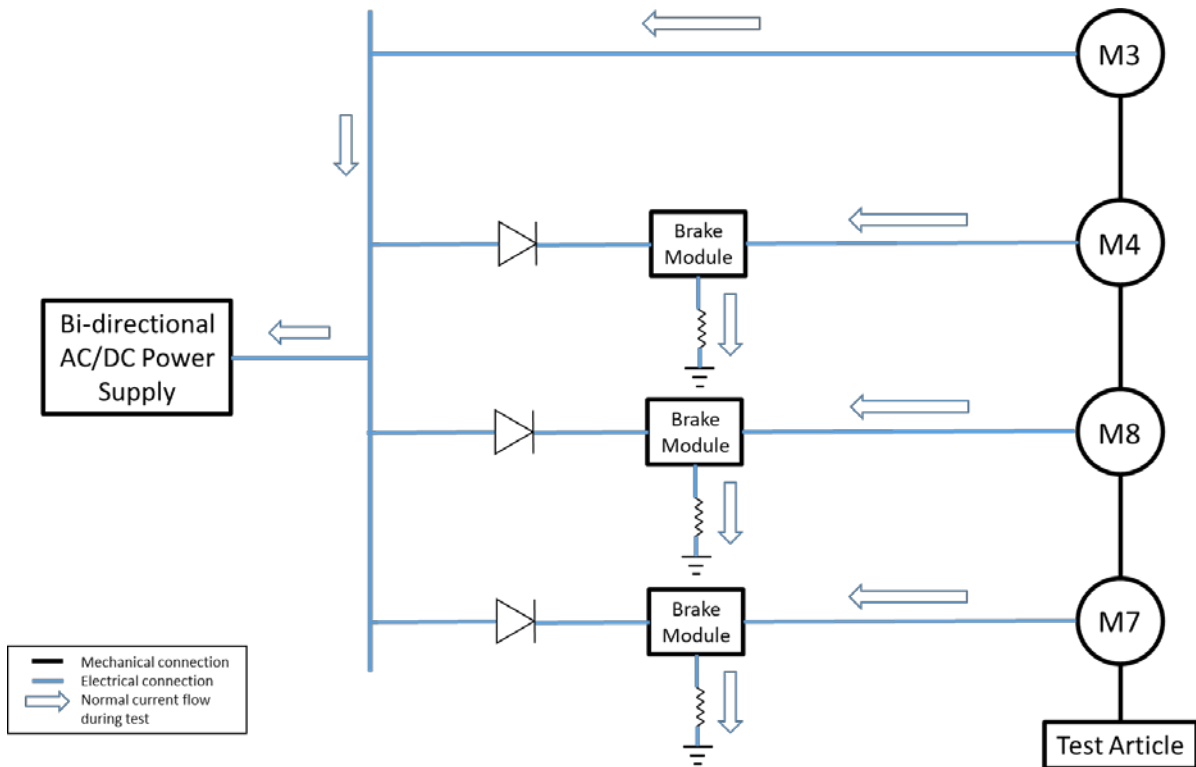 M3
Brake
Module
M4
Bi-directional
AC/DC Power
Supply
Brake
Module
M8
Brake
Module
M7
Mechanical connection
Electrical connection
Normal current flow
during test
Test Article